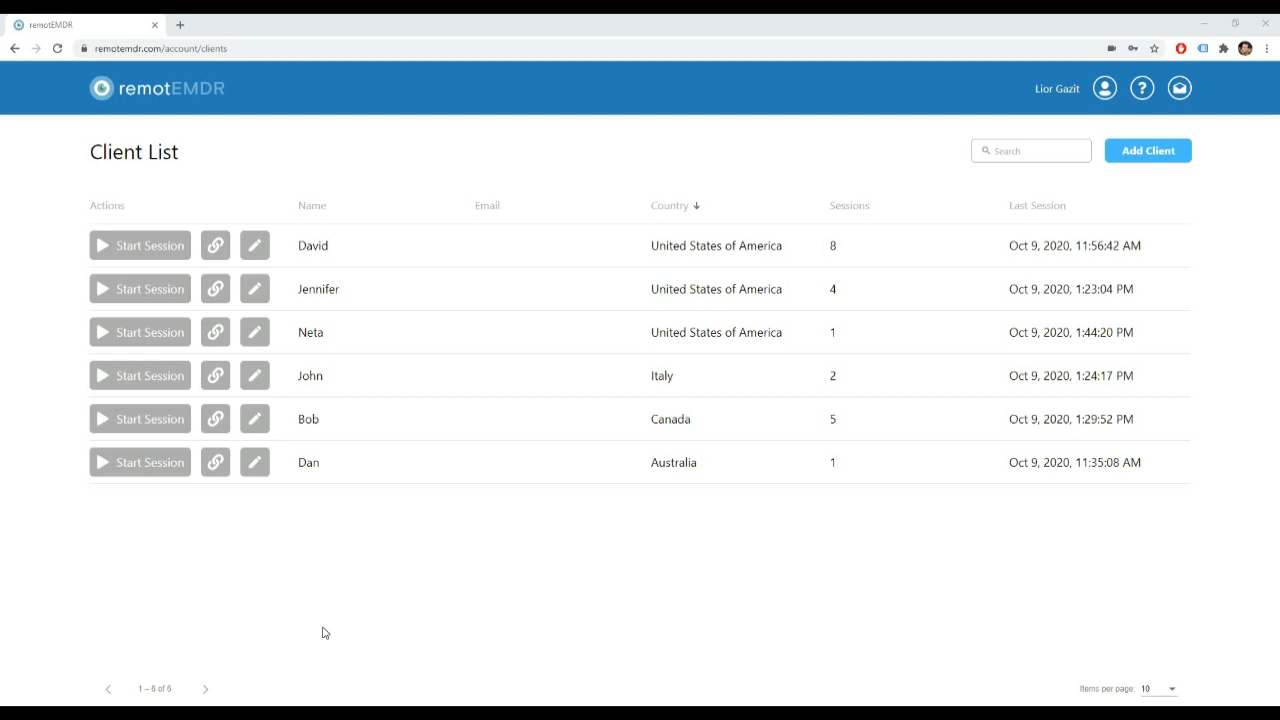 remotEMDR
remotemdr.com/account/clients
remotEMDR
Lior Gazit
?
Client List
Search
Add Client
Actions Name Email Country Sessions Last Session
Start Session David United States of America 8 Oct 9, 2020, 11:56:42 AM
Start Session Jennifer United States of America 4 Oct 9, 2020, 1:23:04 PM
Start Session Neta United States of America 1 Oct 9, 2020, 1:44:20 PM
Start Session John Italy 2 Oct 9, 2020, 1:24:17 PM
Start Session Bob Canada 5 Oct 9, 2020, 1:29:52 PM
Start Session Dan Australia 1 Oct 9, 2020, 11:35:08 AM
1 – 6 of 6
Items per page: 10